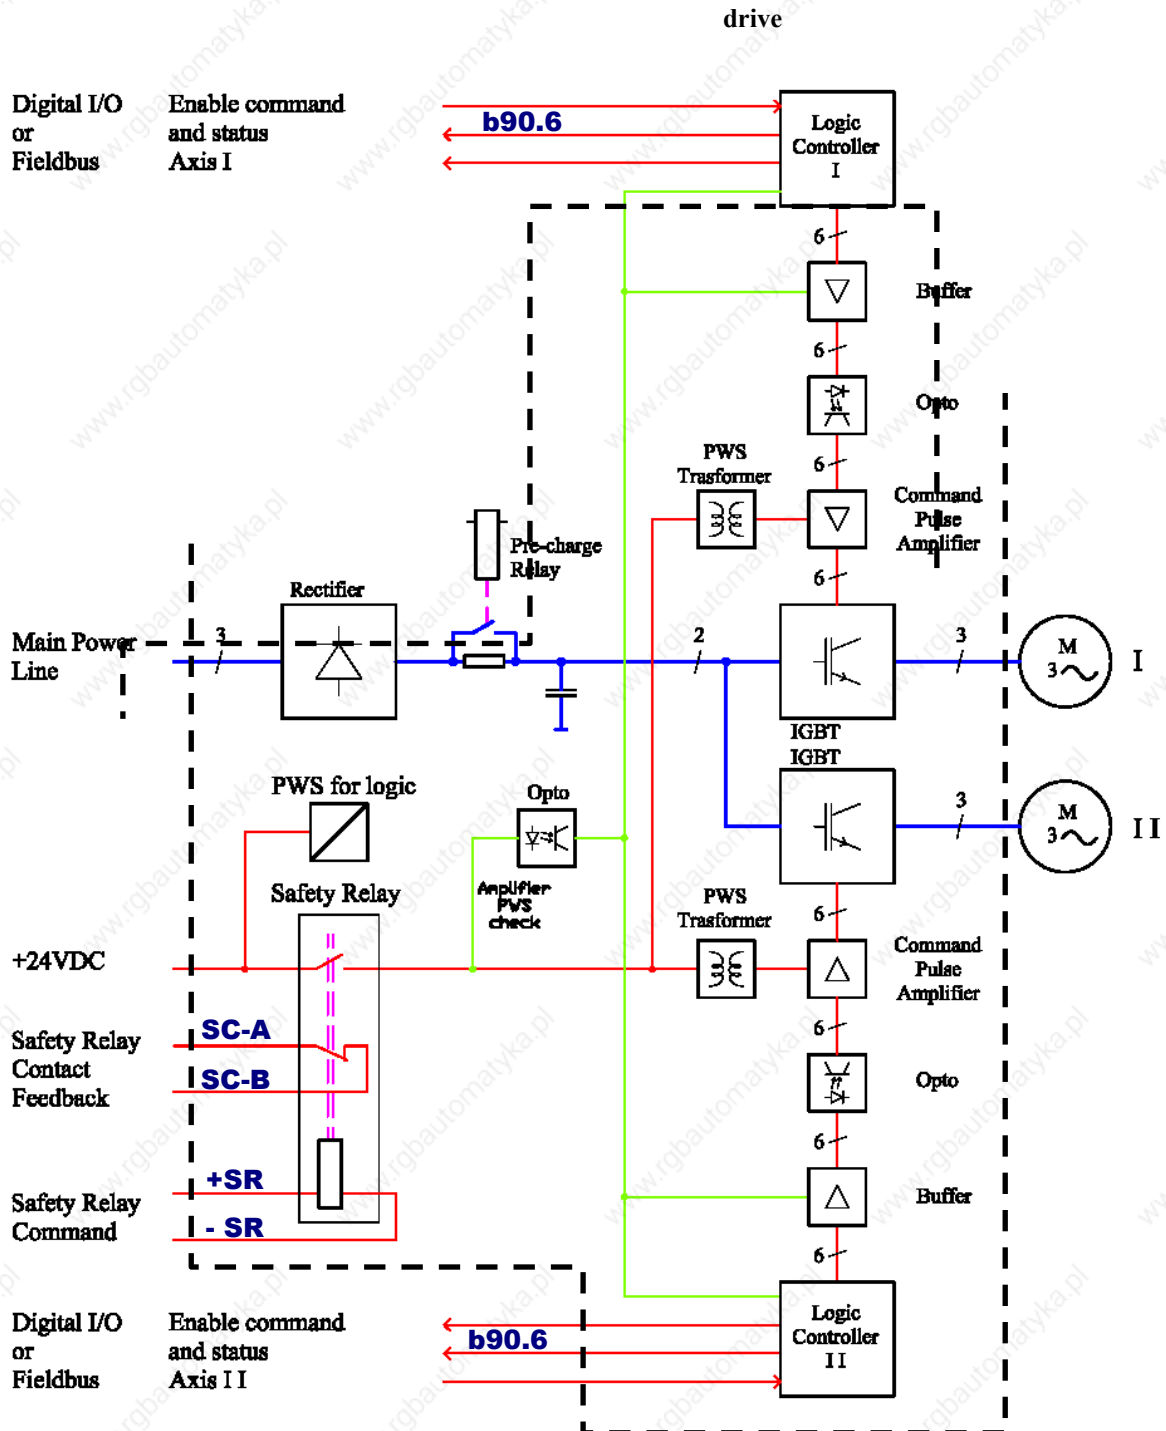 drive
Digital I/O
or
Fieldbus
Enable command
and status
Axis I
b90.6
Logic
Controller
I
6
Buffer
6
Opto
6
PWS
Trasformer
Command
Pulse
Amplifier
6
Pre-charge
Relay
Rectifier
Main Power
Line
3
2
3
M
3
I
IGBT
IGBT
3
M
3
I I
PWS for logic
Opto
Amplifier
PWS
check
Safety Relay
PWS
Trasformer
6
Command
Pulse
Amplifier
+24VDC
Safety Relay
Contact
Feedback
SC-A
SC-B
6
Opto
6
Safety Relay
Command
+SR
- SR
Buffer
6
Digital I/O
or
Fieldbus
Enable command
and status
Axis I I
b90.6
Logic
Controller
I I
www.rgbautomatyka.pl